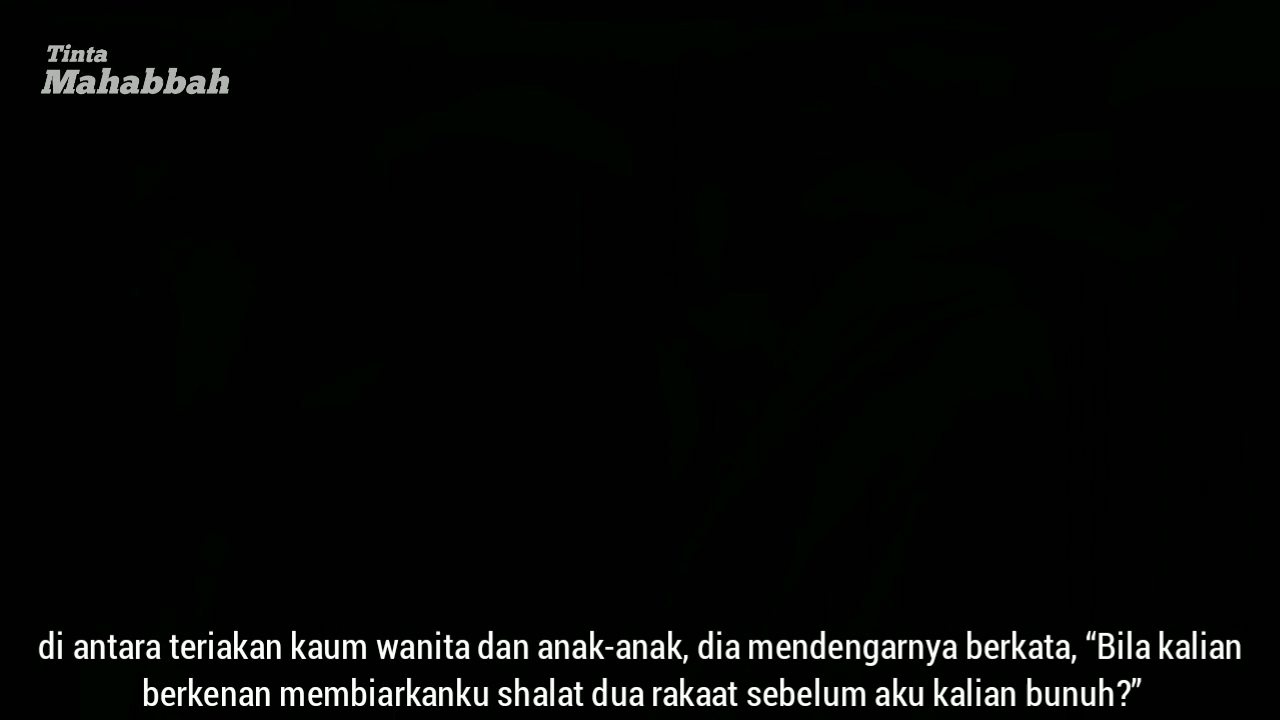 Tinta
Mahabbah
di antara teriakan kaum wanita dan anak-anak, dia mendengarnya berkata, “Bila kalian
berkenan membiarkanku shalat dua rakaat sebelum aku kalian bunuh?”